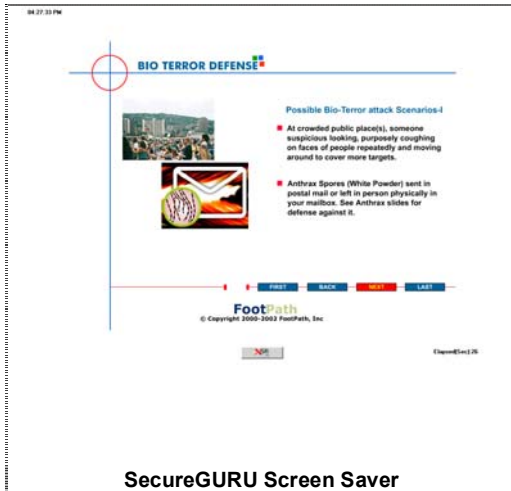 04:27:33 PM
BIO TERROR DEFENSE
Possible Bio-Terror attack Scenarios-I
At crowded public place(s), someone
suspicious looking, purposely coughing
on faces of people repeatedly and moving
around to cover more targets.
Anthrax Spores (White Powder) sent in
postal mail or left in person physically in
your mailbox. See Anthrax slides for
defense against it.
FIRST BACK NEXT LAST
FootPath
© Copyright 2000-2002 FootPath, Inc
Elapsed(Sec):26
SecureGURU Screen Saver